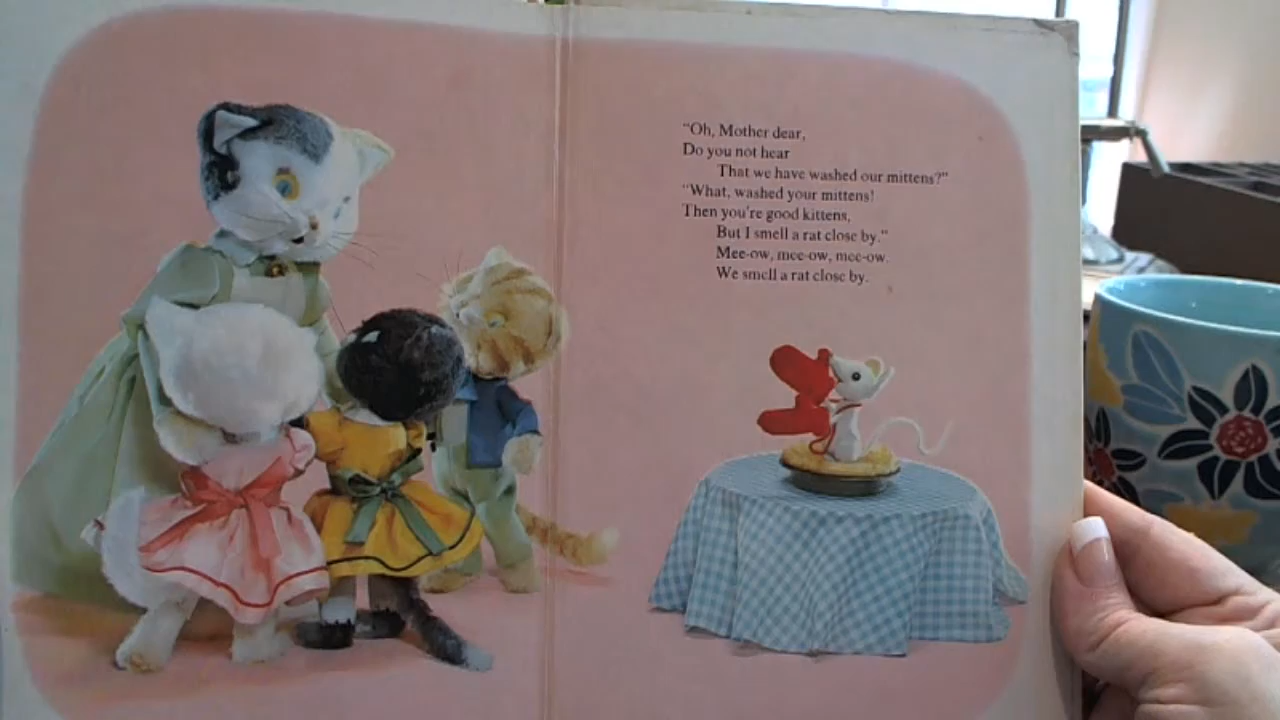 “Oh, Mother dear,
Do you not hear
That we have washed our mittens?”
“What, washed your mittens!
Then you're good kittens,
But I smell a rat close by.”
Mee-ow, mee-ow, mee-ow.
We smell a rat close by.